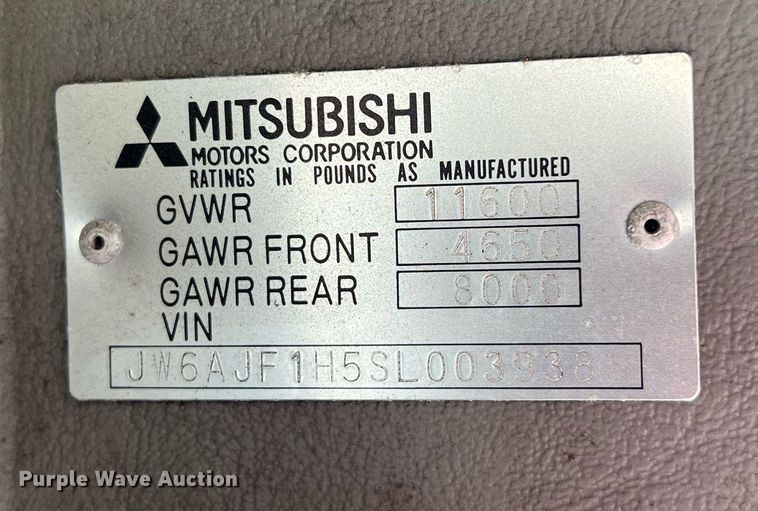 MITSUBISHI
MOTORS CORPORATION
RATINGS IN POUNDS AS MANUFACTURED
GVWR 11600
GAWR FRONT 4650
GAWR REAR 8000
VIN
JW6AJF1H5SL003938
Purple Wave Auction